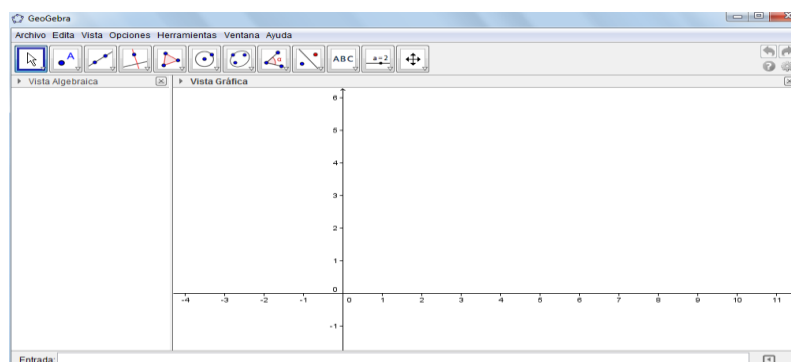 GeoGebra
Archivo Edita Vista Opciones Herramientas Ventana Ayuda
A
ABC
a=2
Vista Algebraica
Vista Gráfica
6
5
4
3
2
1
0
-4 -3 -2 -1 0 1 2 3 4 5 6 7 8 9 10 11
-1
Entrada: